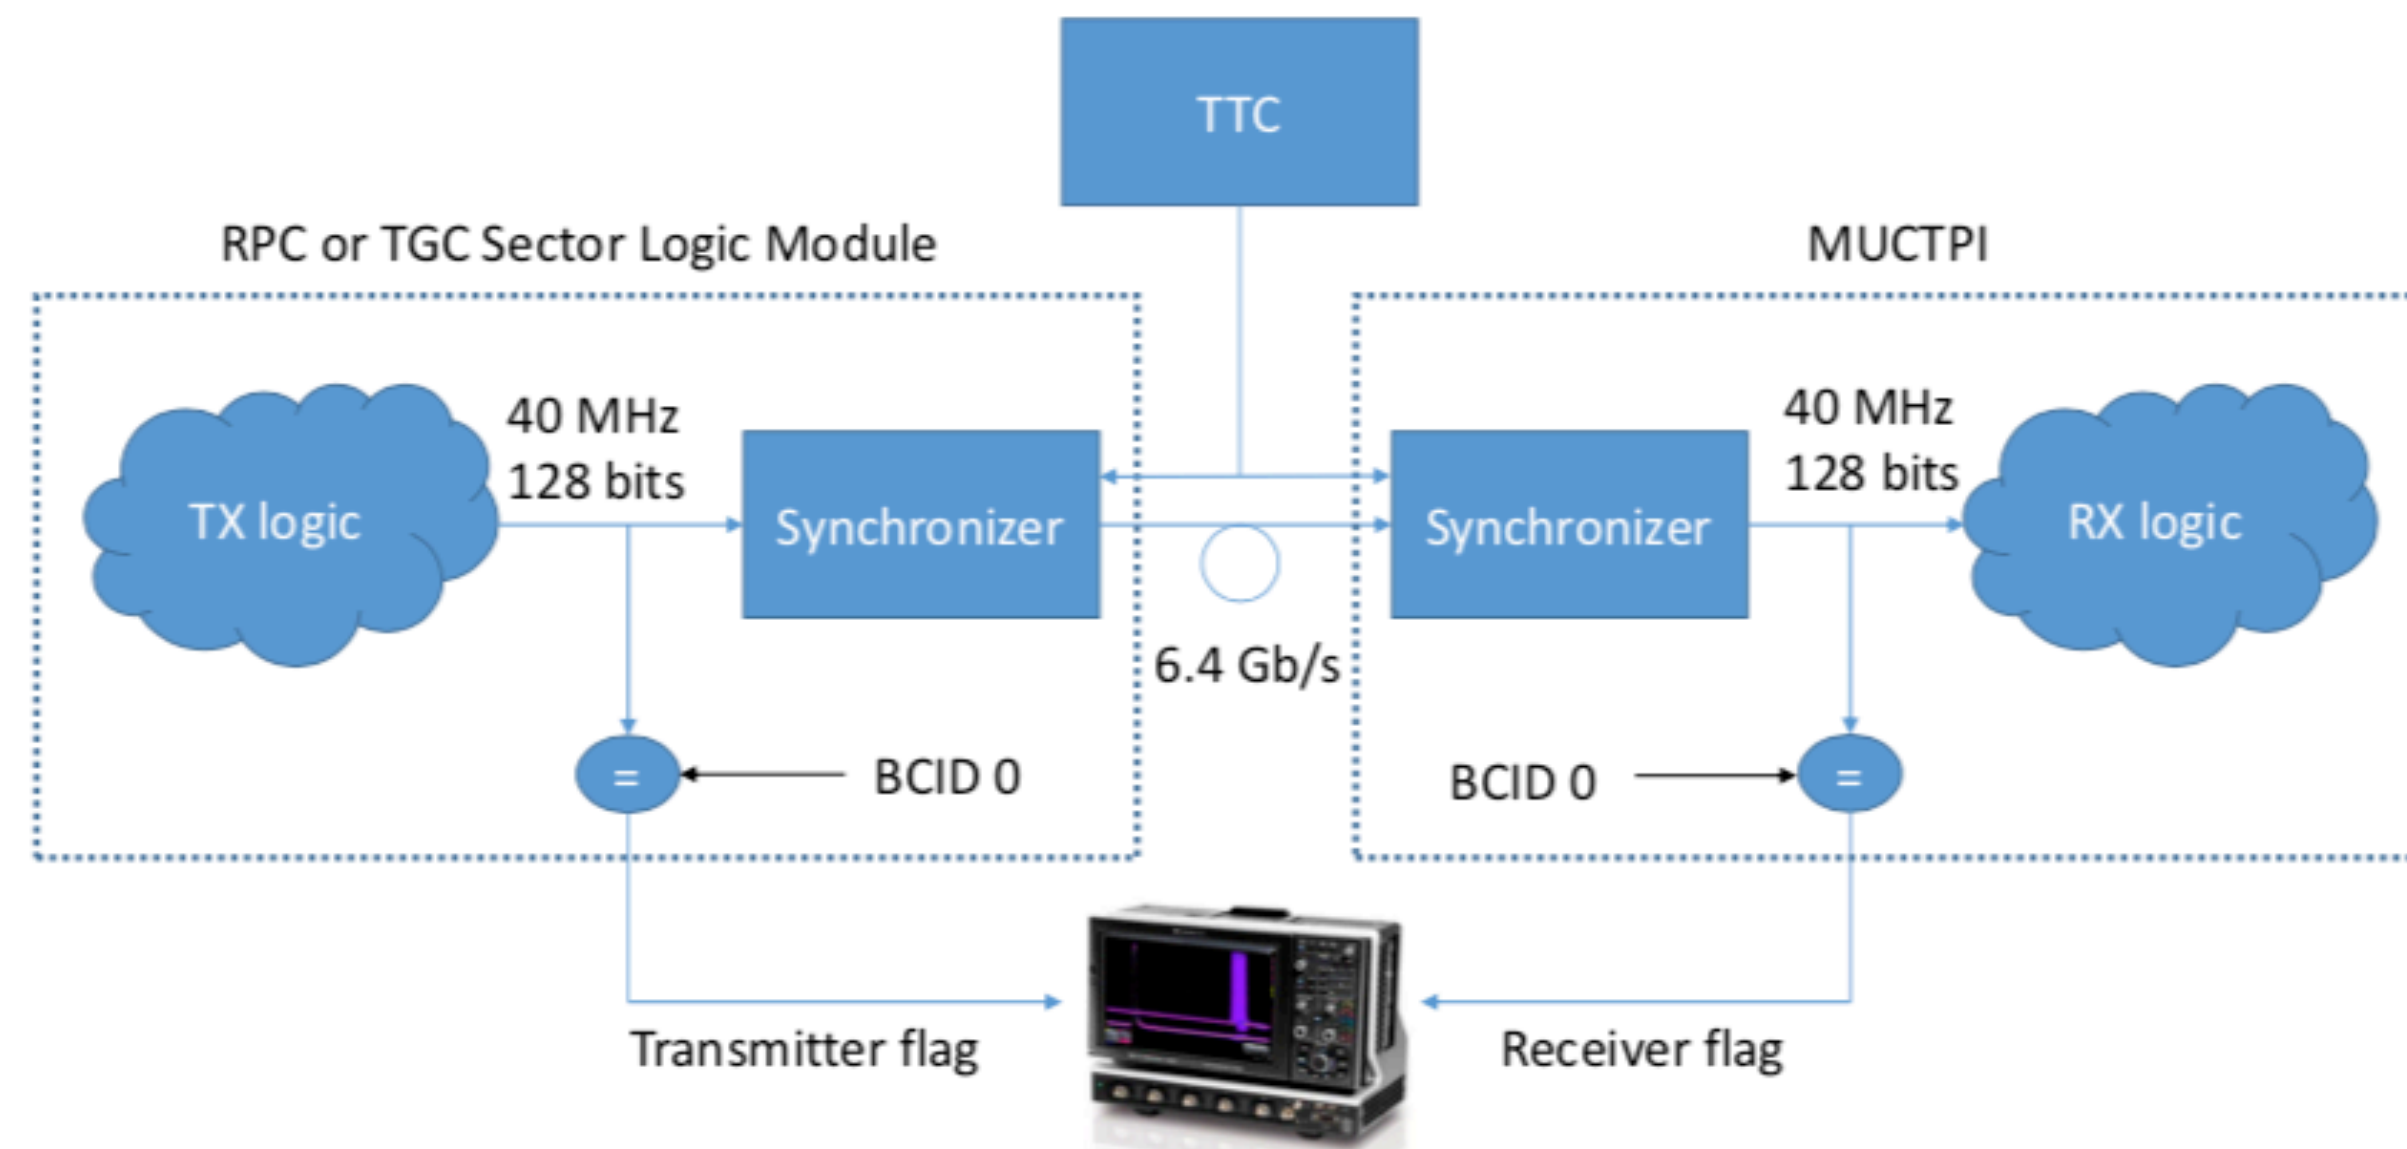 TTC
RPC or TGC Sector Logic Module
MUCTPI
40 MHz
128 bits
40 MHz
128 bits
TX logic
Synchronizer
Synchronizer
RX logic
6.4 Gb/s
=
BCID 0
BCID 0
=
Transmitter flag
Receiver flag